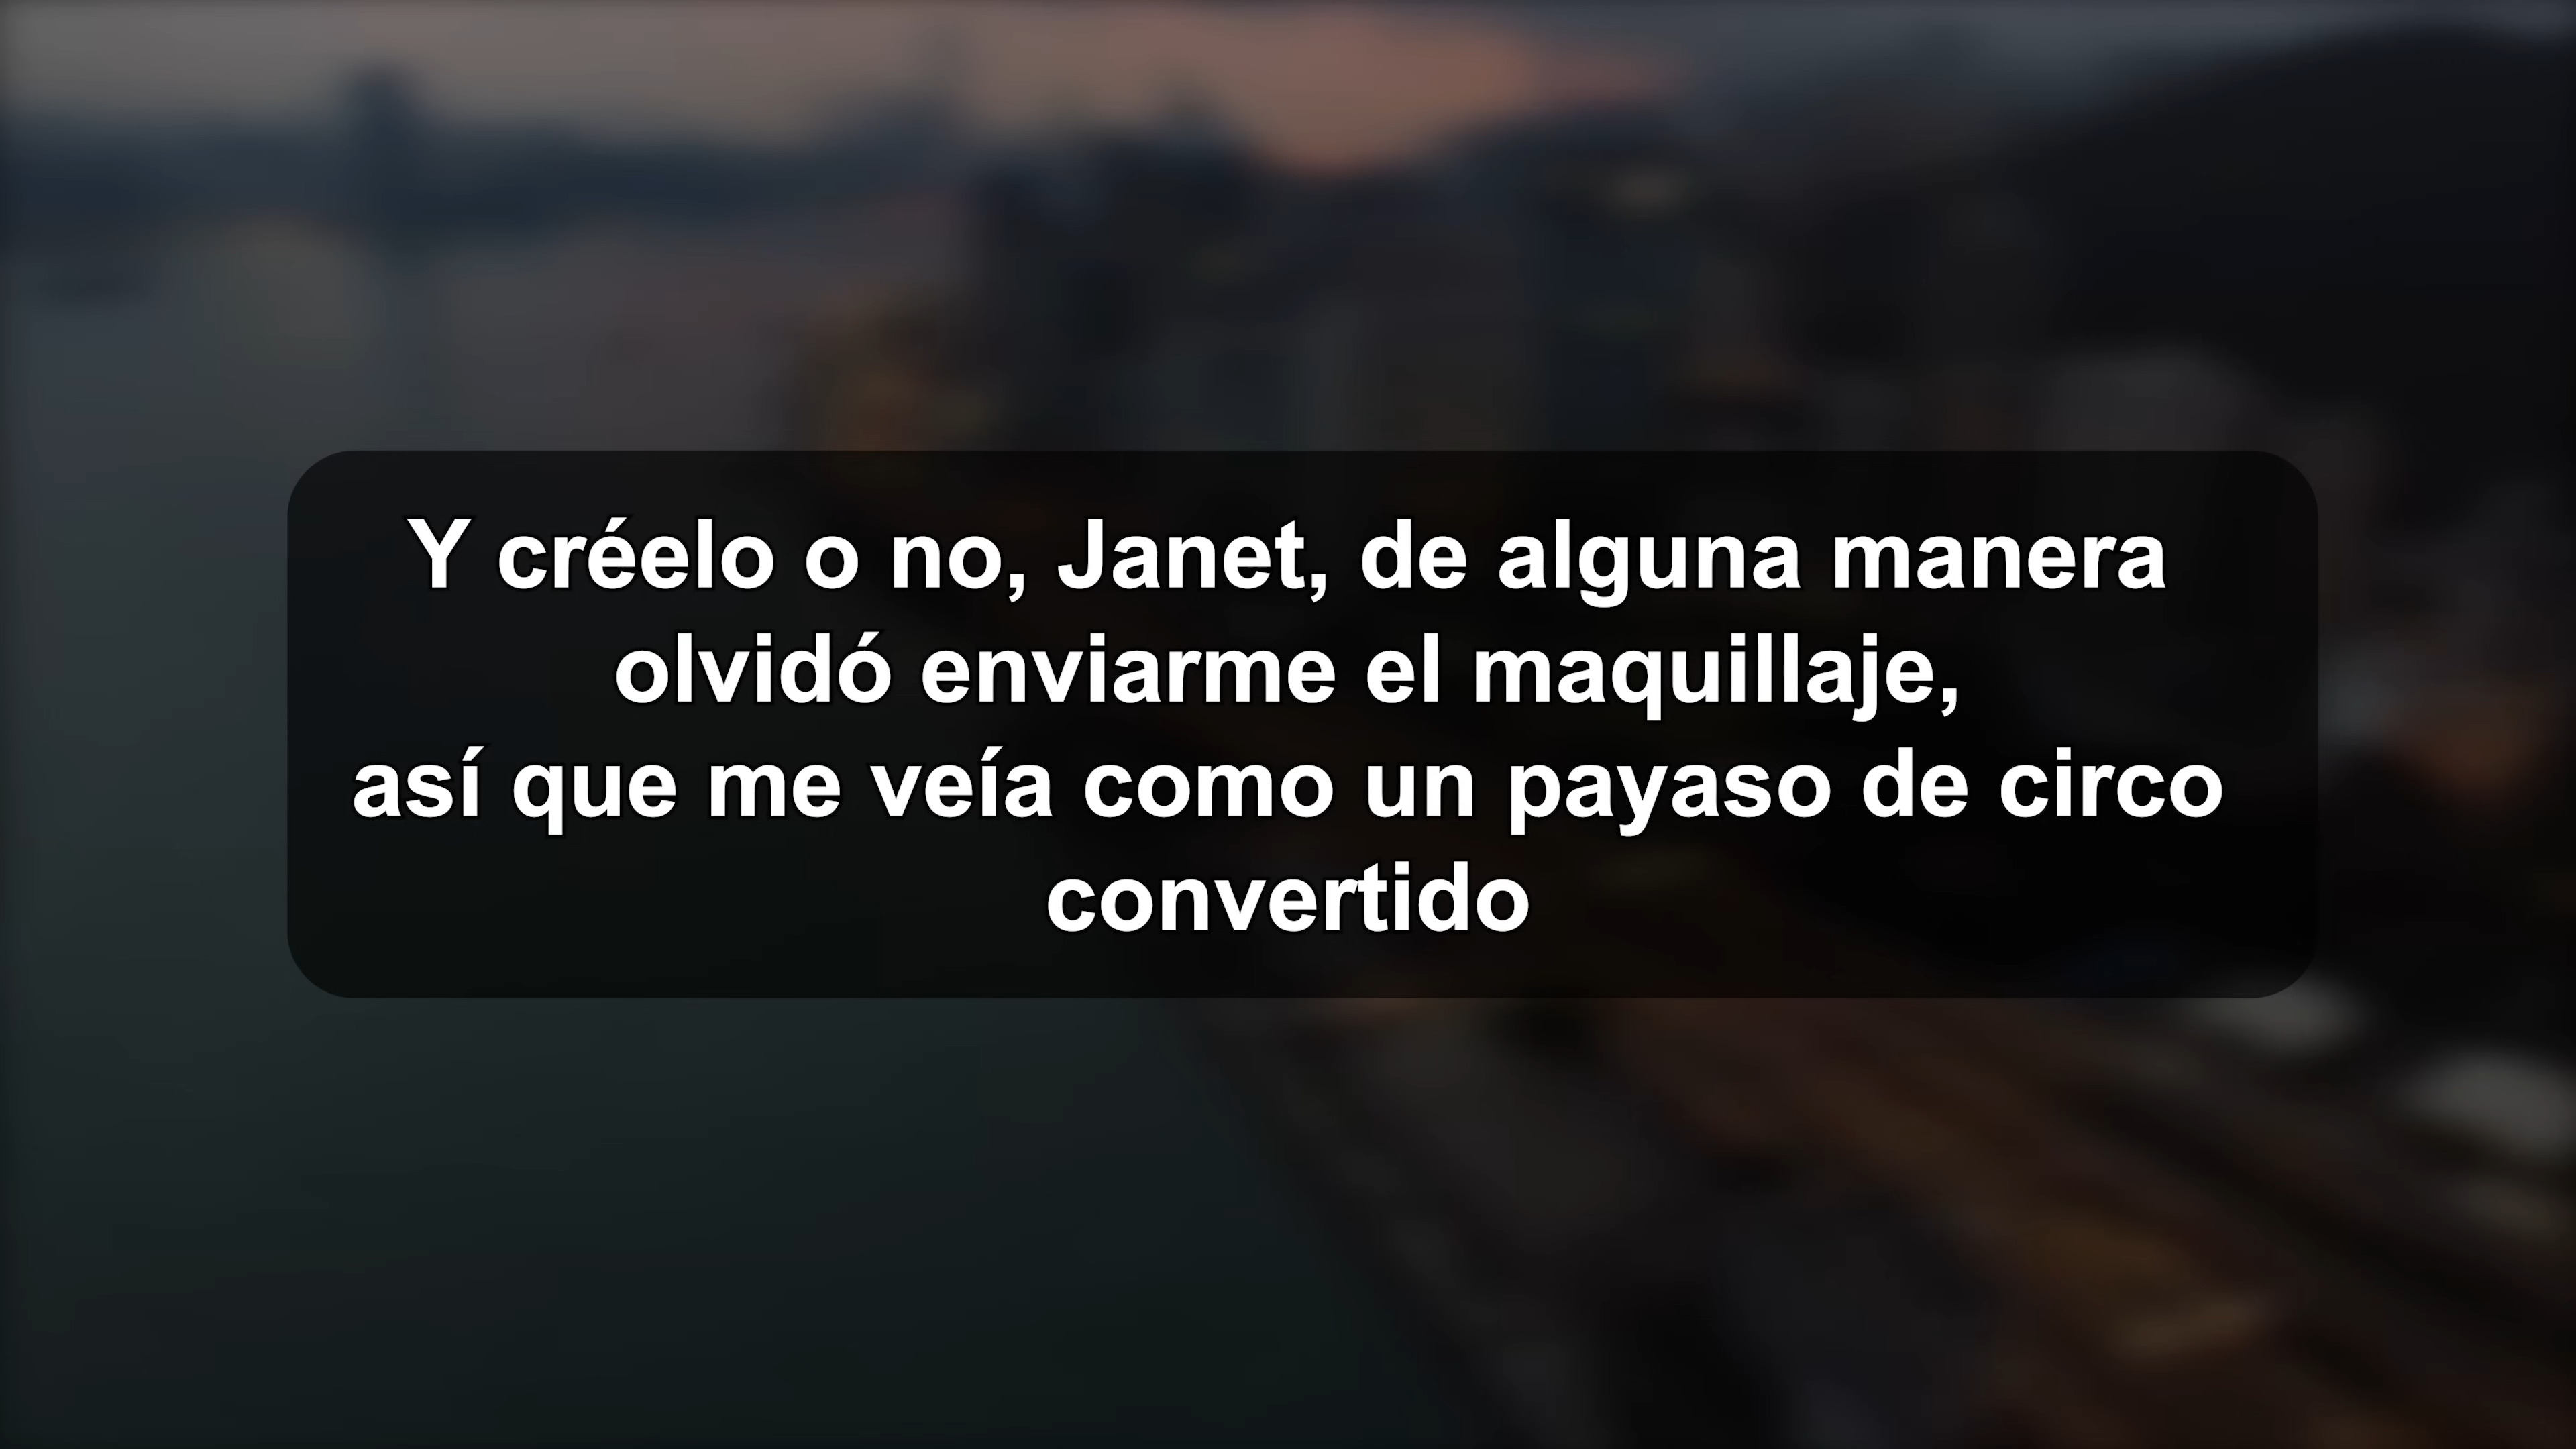 Y créelo o no, Janet, de alguna manera
olvidó enviarme el maquillaje,
así que me veía como un payaso de circo
convertido